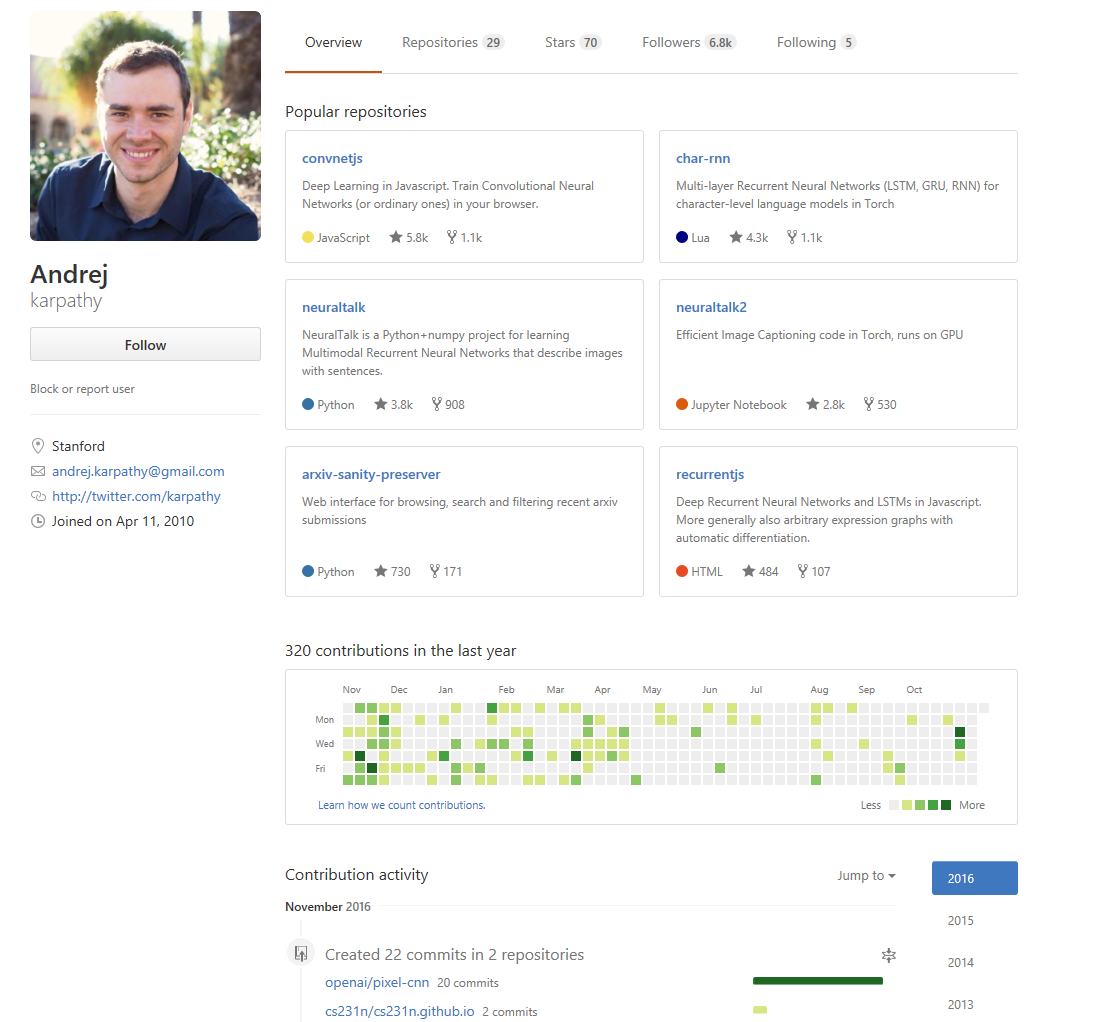 Overview Repositories 29 Stars 70 Followers 6.8k Following 5
Andrej
karpathy
Follow
Block or report user
Stanford
andrej.karpathy@gmail.com
http://twitter.com/karpathy
Joined on Apr 11, 2010
Popular repositories
convnetjs
Deep Learning in Javascript. Train Convolutional Neural
Networks (or ordinary ones) in your browser.
JavaScript 5.8k 1.1k
char-rnn
Multi-layer Recurrent Neural Networks (LSTM, GRU, RNN) for
character-level language models in Torch
Lua 4.3k 1.1k
neuraltalk
NeuralTalk is a Python+numpy project for learning
Multimodal Recurrent Neural Networks that describe images
with sentences.
Python 3.8k 908
neuraltalk2
Efficient Image Captioning code in Torch, runs on GPU
Jupyter Notebook 2.8k 530
arxiv-sanity-preserver
Web interface for browsing, search and filtering recent arxiv
submissions
Python 730 171
recurrentjs
Deep Recurrent Neural Networks and LSTMs in Javascript.
More generally also arbitrary expression graphs with
automatic differentiation.
HTML 484 107
320 contributions in the last year
Nov Dec Jan Feb Mar Apr May Jun Jul Aug Sep Oct
Mon
Wed
Fri
Learn how we count contributions. Less More
Contribution activity Jump to
2016
2015
2014
2013
November 2016
Created 22 commits in 2 repositories
openai/pixel-cnn 20 commits
cs231n/cs231n.github.io 2 commits